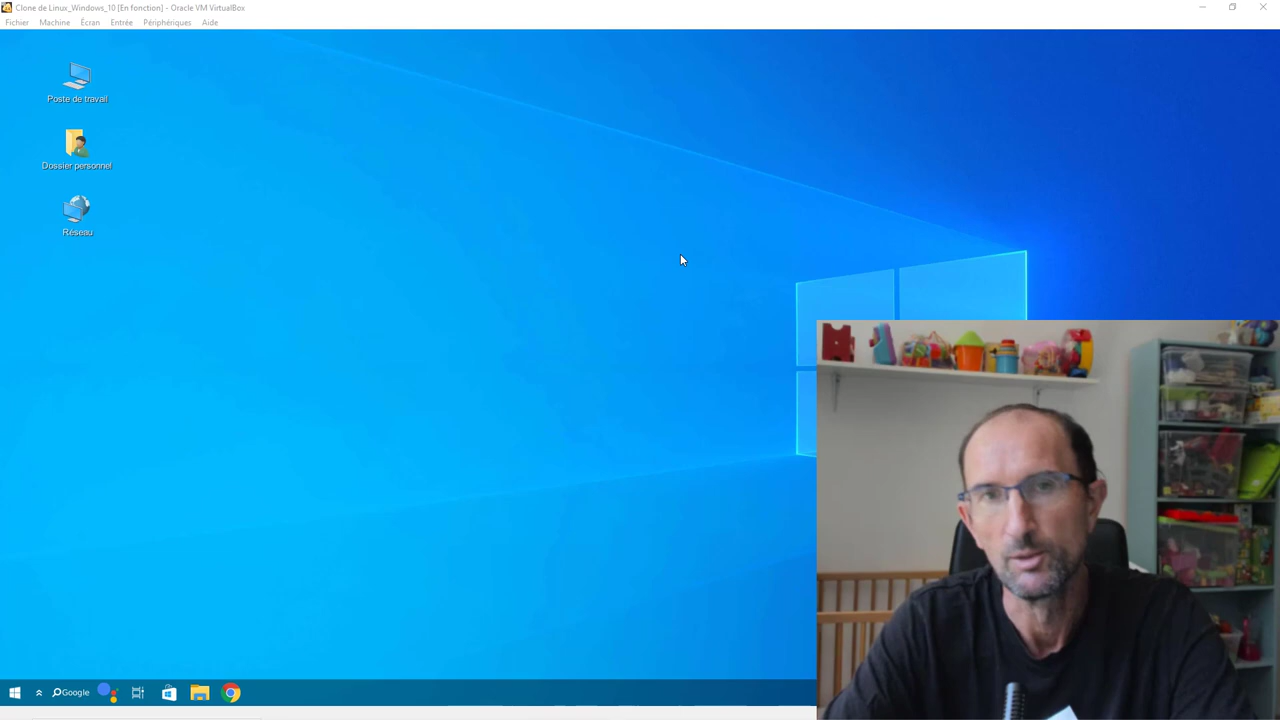 Clone de Linux_Windows_10 [En fonction] - Oracle VM VirtualBox
Fichier Machine Écran Entrée Périphériques Aide
Poste de travail
Dossier personnel
Réseau
Google